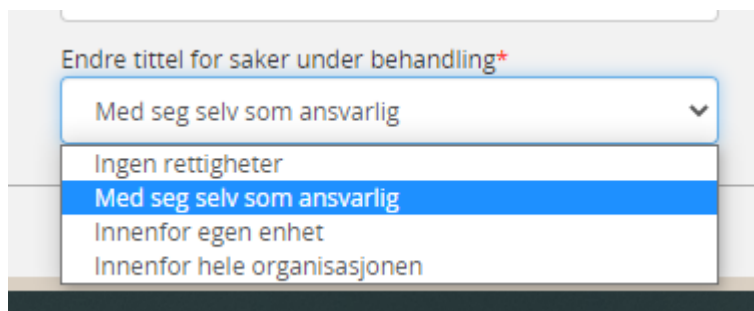 Endre tittel for saker under behandling*
Med seg selv som ansvarlig
Ingen rettigheter
Med seg selv som ansvarlig
Innenfor egen enhet
Innenfor hele organisasjonen